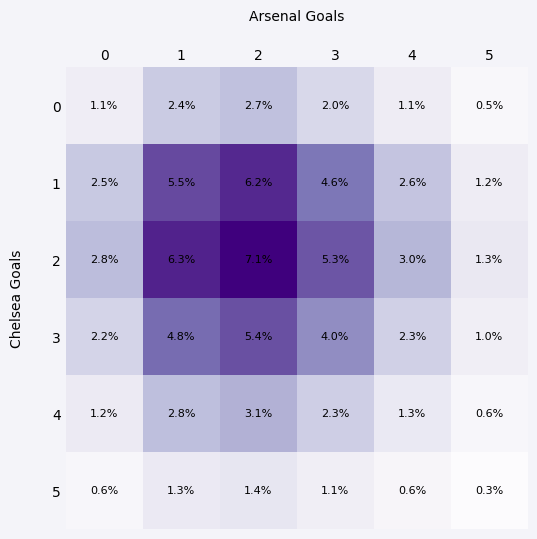 Arsenal Goals
0 1 2 3 4 5
0 1.1% 2.4% 2.7% 2.0% 1.1% 0.5%
1 2.5% 5.5% 6.2% 4.6% 2.6% 1.2%
2 2.8% 6.3% 7.1% 5.3% 3.0% 1.3%
3 2.2% 4.8% 5.4% 4.0% 2.3% 1.0%
4 1.2% 2.8% 3.1% 2.3% 1.3% 0.6%
5 0.6% 1.3% 1.4% 1.1% 0.6% 0.3%
Chelsea Goals